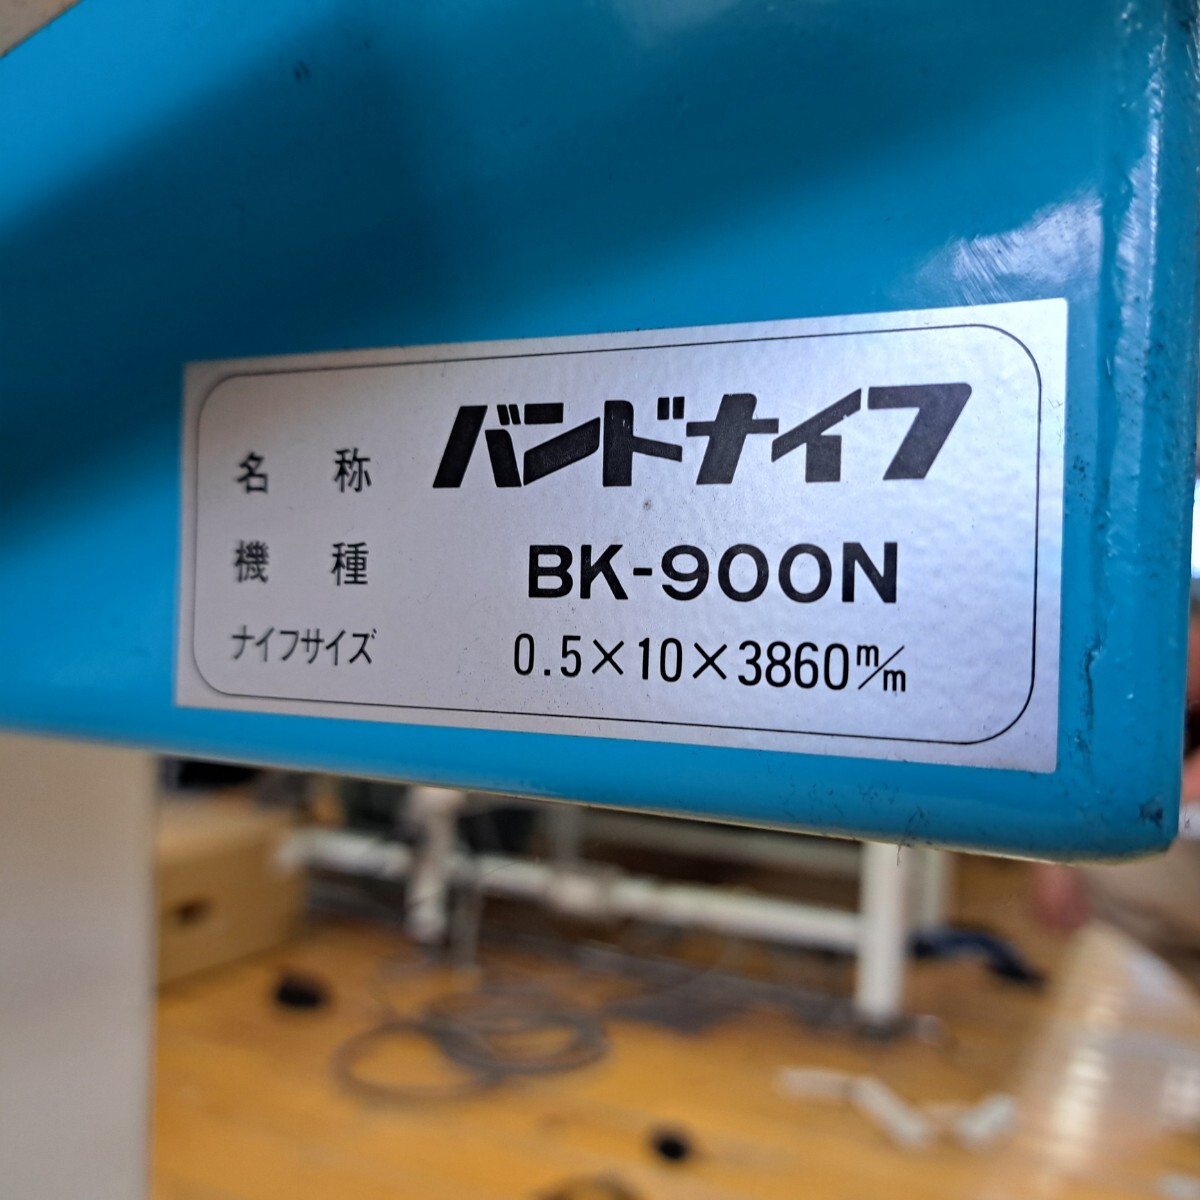 名称 バンドナイフ
機種 BK-900N
ナイフサイズ 0.5×10×3860m/m